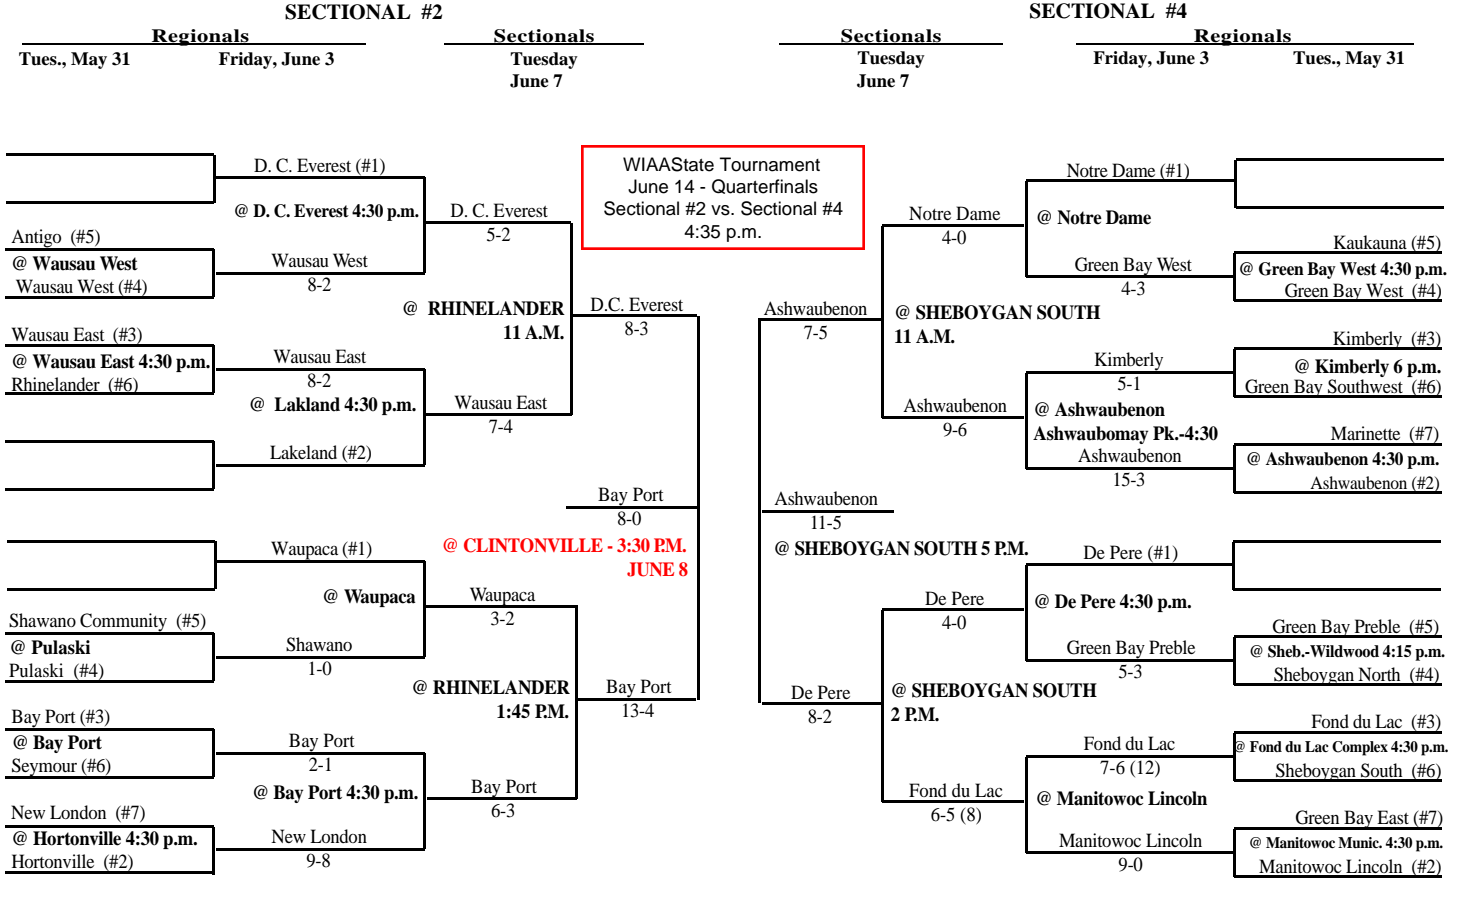 SECTIONAL #2
Regionals
Sectionals
Tues., May 31
Friday, June 3
Tuesday
June 7
D. C. Everest (#1)
@ D. C. Everest 4:30 p.m.
D. C. Everest
5-2
Antigo (#5)
@ Wausau West
Wausau West (#4)
Wausau West
8-2
@ RHINELANDER
11 A.M.
D.C. Everest
8-3
Wausau East (#3)
@ Wausau East 4:30 p.m.
Rhinelander (#6)
Wausau East
8-2
@ Lakland 4:30 p.m.
Wausau East
7-4
Lakeland (#2)
Bay Port
8-0
@ CLINTONVILLE - 3:30 P.M.
JUNE 8
Waupaca (#1)
@ Waupaca
Waupaca
3-2
Shawano Community (#5)
@ Pulaski
Pulaski (#4)
Shawano
1-0
@ RHINELANDER
1:45 P.M.
Bay Port
13-4
Bay Port (#3)
@ Bay Port
Seymour (#6)
Bay Port
2-1
@ Bay Port 4:30 p.m.
Bay Port
6-3
New London (#7)
@ Hortonville 4:30 p.m.
Hortonville (#2)
New London
9-8
WIAAState Tournament
June 14 - Quarterfinals
Sectional #2 vs. Sectional #4
4:35 p.m.
SECTIONAL #4
Sectionals
Regionals
Tuesday
June 7
Friday, June 3
Tues., May 31
Notre Dame (#1)
Notre Dame
4-0
@ Notre Dame
Kaukauna (#5)
@ Green Bay West 4:30 p.m.
Green Bay West (#4)
Green Bay West
4-3
Ashwaubenon
7-5
@ SHEBOYGAN SOUTH
11 A.M.
Kimberly (#3)
@ Kimberly 6 p.m.
Green Bay Southwest (#6)
Kimberly
5-1
Ashwaubenon
9-6
@ Ashwaubenon
Ashwaubomay Pk.-4:30
Marinette (#7)
@ Ashwaubenon 4:30 p.m.
Ashwaubenon (#2)
Ashwaubenon
15-3
Ashwaubenon
11-5
@ SHEBOYGAN SOUTH 5 P.M.
De Pere (#1)
De Pere
4-0
@ De Pere 4:30 p.m.
Green Bay Preble (#5)
@ Sheb.-Wildwood 4:15 p.m.
Sheboygan North (#4)
Green Bay Preble
5-3
De Pere
8-2
@ SHEBOYGAN SOUTH
2 P.M.
Fond du Lac (#3)
@ Fond du Lac Complex 4:30 p.m.
Sheboygan South (#6)
Fond du Lac
7-6 (12)
Fond du Lac
6-5 (8)
@ Manitowoc Lincoln
Green Bay East (#7)
@ Manitowoc Munic. 4:30 p.m.
Manitowoc Lincoln (#2)
Manitowoc Lincoln
9-0